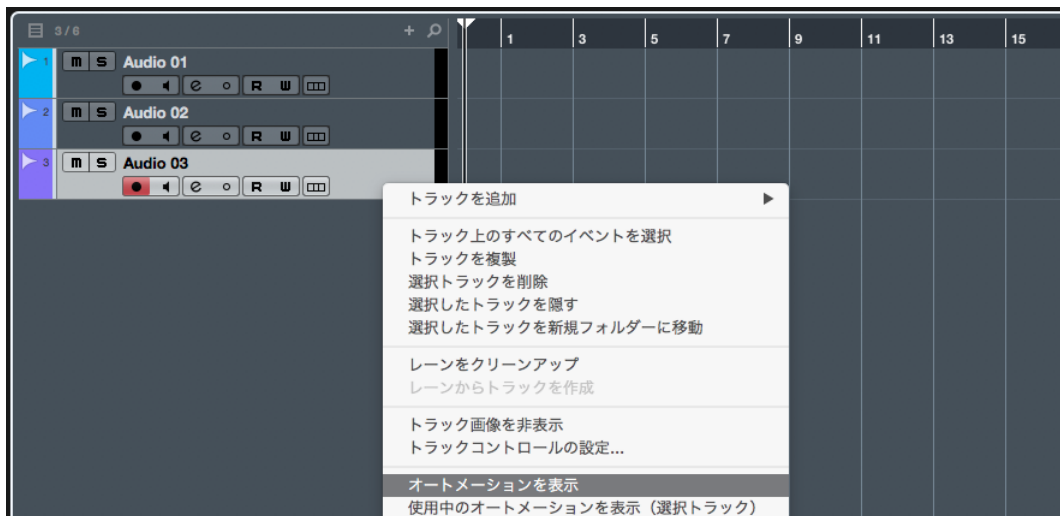 3 / 6
1 3 5 7 9 11 13 15
1 m S Audio 01
e R W
2 m S Audio 02
e R W
3 m S Audio 03
e R W
トラックを追加
トラック上のすべてのイベントを選択
トラックを複製
選択トラックを削除
選択したトラックを隠す
選択したトラックを新規フォルダーに移動
レーンをクリーンアップ
レーンからトラックを作成
トラック画像を非表示
トラックコントロールの設定...
オートメーションを表示
使用中のオートメーションを表示（選択トラック）